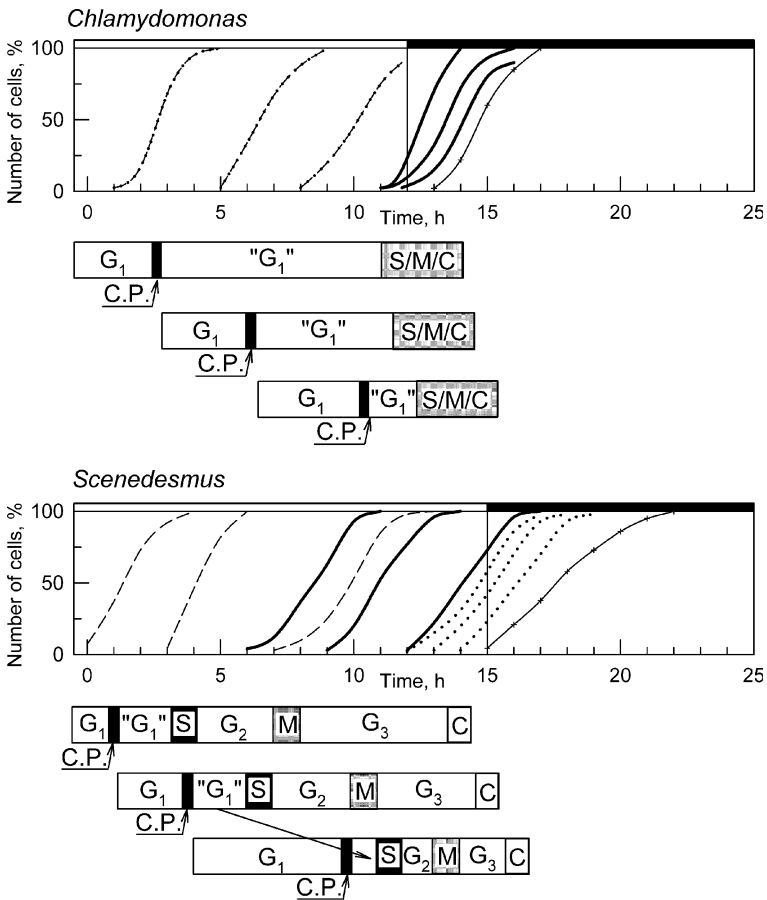 Chlamydomonas
Number of cells, %
100
50
0
0 5 10 15 20 25
Time, h
G1 "G1" S/M/C
C.P.
G1 "G1" S/M/C
C.P.
G1 "G1" S/M/C
C.P.
Scenedesmus
Number of cells, %
100
50
0
0 5 10 15 20 25
Time, h
G1 "G1" S G2 M G3 C
C.P.
G1 "G1" S G2 M G3 C
C.P.
G1 S G2 M G3 C
C.P.